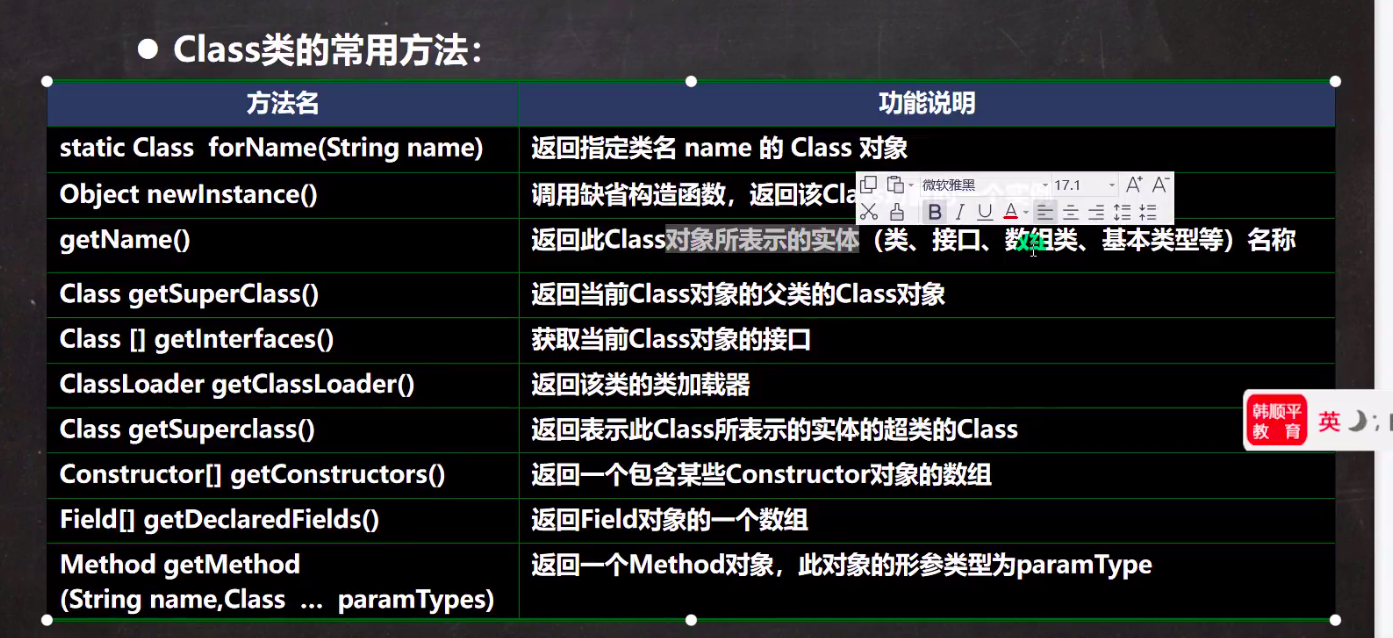 ● Class类的常用方法：
方法名 功能说明
static Class forName(String name) 返回指定类名 name 的 Class 对象
微软雅黑 17.1 A+ A-
Object newInstance() 调用缺省构造函数，返回该Cla
B I U A
getName() 返回此Class对象所表示的实体（类、接口、数组类、基本类型等）名称
Class getSuperClass() 返回当前Class对象的父类的Class对象
Class [] getInterfaces() 获取当前Class对象的接口
ClassLoader getClassLoader() 返回该类的类加载器
韩顺平
教 育
英
Class getSuperclass() 返回表示此Class所表示的实体的超类的Class
Constructor[] getConstructors() 返回一个包含某些Constructor对象的数组
Field[] getDeclaredFields() 返回Field对象的一个数组
Method getMethod 返回一个Method对象，此对象的形参类型为paramType
(String name,Class … paramTypes)